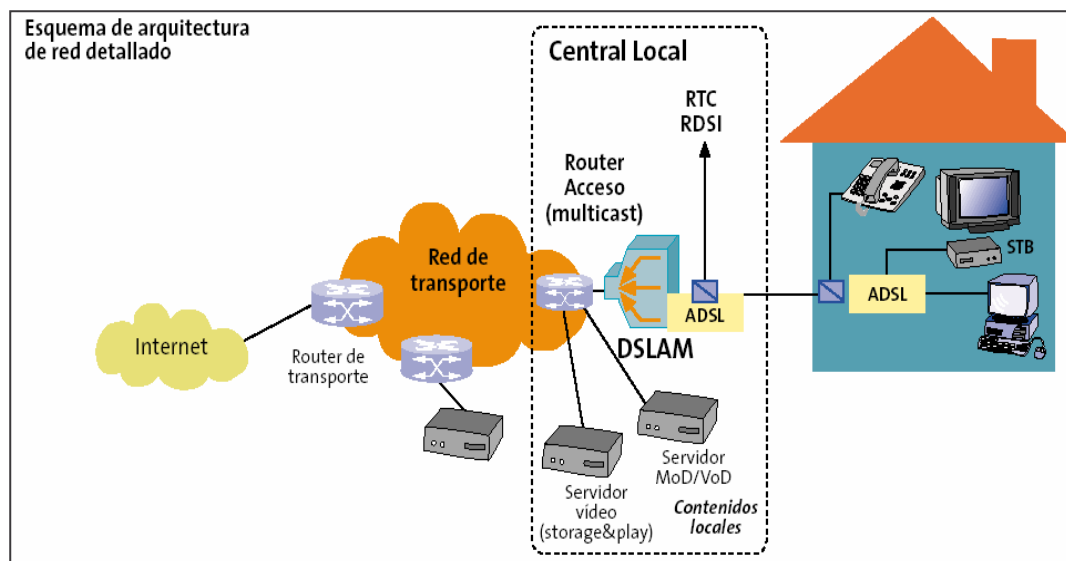 Esquema de arquitectura
de red detallado
Central Local
RTC
RDSI
Router
Acceso
(multicast)
Red de
transporte
STB
ADSL
ADSL
Internet
DSLAM
Router de
transporte
Servidor
MoD/VoD
Servidor
vídeo
(storage&play)
Contenidos
locales